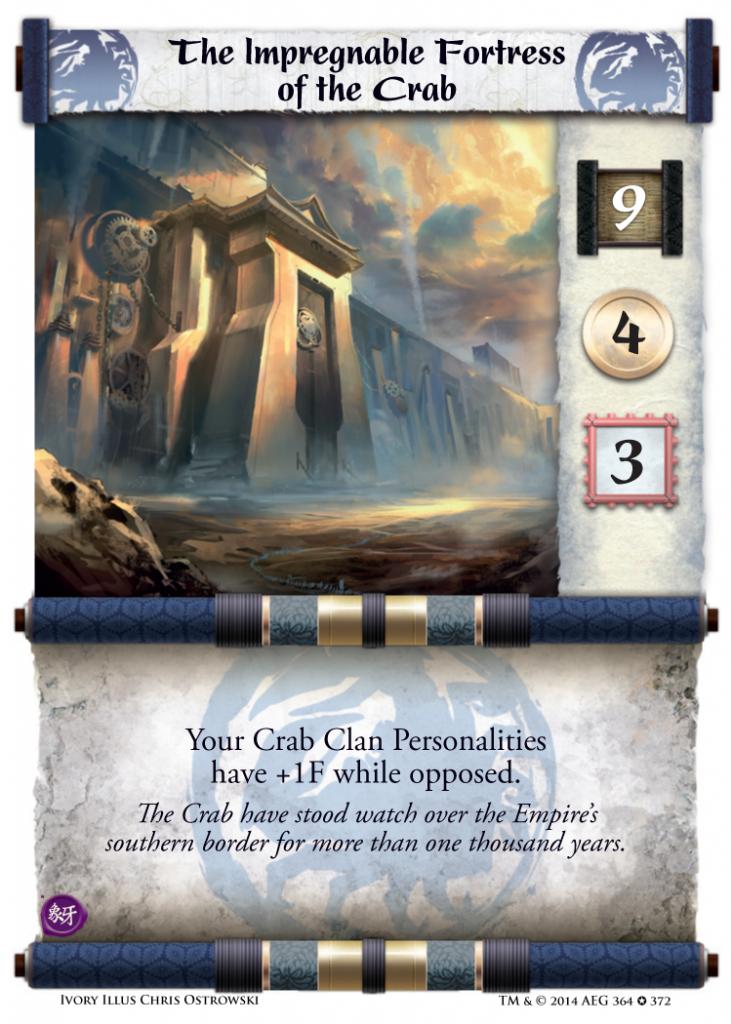 The Impregnable Fortress
of the Crab
9
4
3
Your Crab Clan Personalities
have +1F while opposed.
The Crab have stood watch over the Empire's
southern border for more than one thousand years.
象牙
Ivory Illus Chris Ostrowski
TM & © 2014 AEG 364 ✪ 372